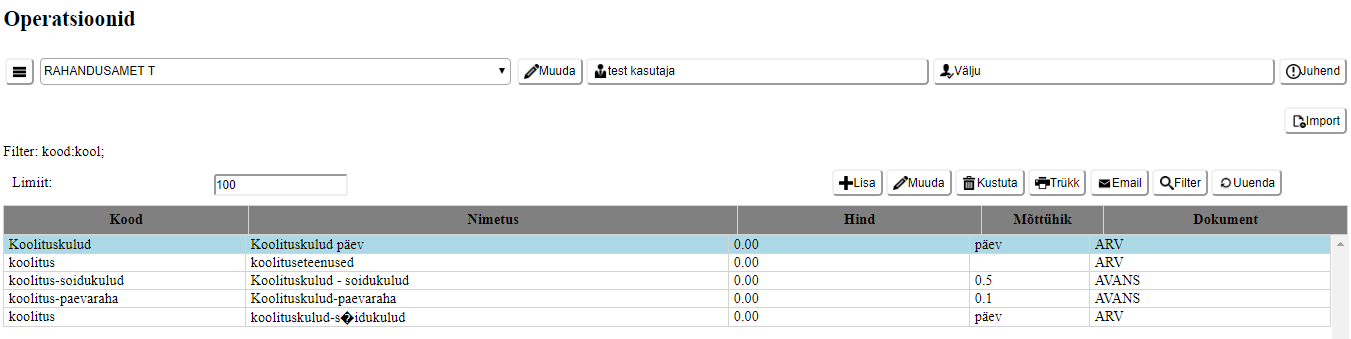 Operatsioonid
RAHANDUSAMET T Muuda test kasutaja Välju Juhend
Import
Filter: kood:kool;
Limiit: 100 Lisa Muuda Kustuta Trükk Email Filter Uuenda
Kood Nimetus Hind Mõttühik Dokument
Koolituskulud Koolituskulud päev 0.00 päev ARV
koolitus koolituseteenused 0.00 ARV
koolitus-soidukulud Koolituskulud - soidukulud 0.00 0.5 AVANS
koolitus-paevaraha Koolituskulud-paevaraha 0.00 0.1 AVANS
koolitus koolituskulud-s�idukulud 0.00 päev ARV